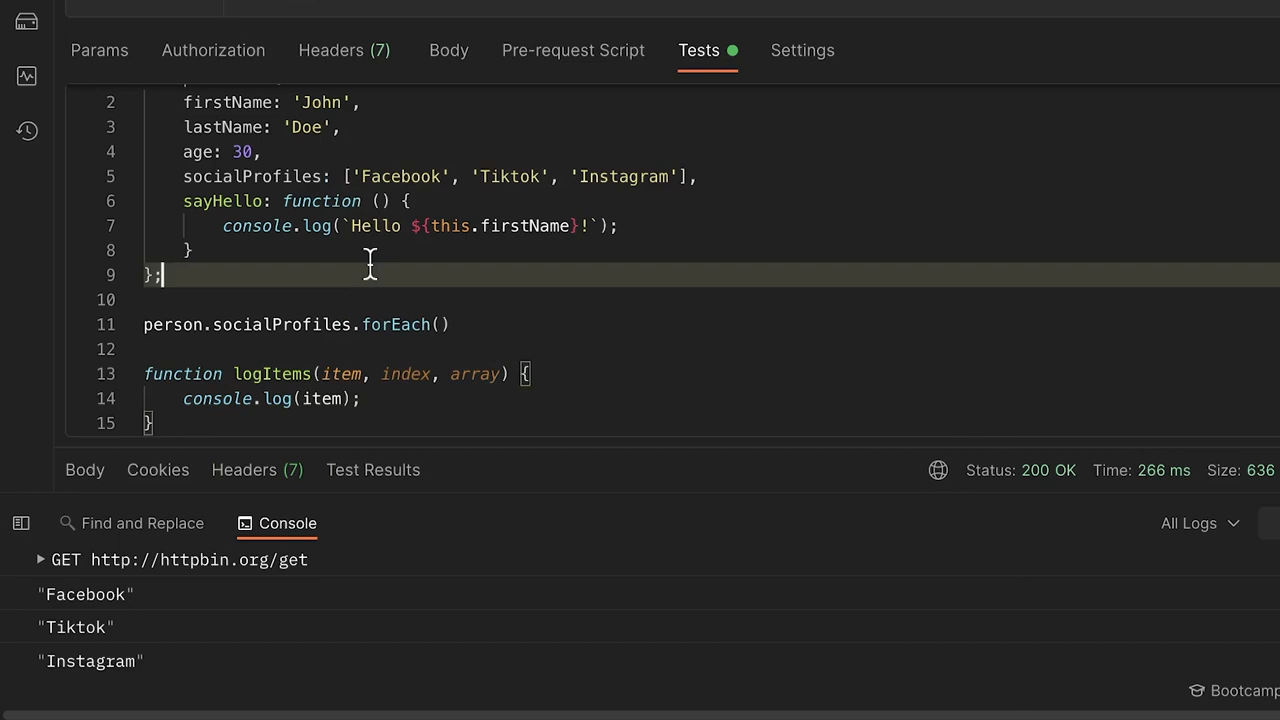 Params Authorization Headers (7) Body Pre-request Script Tests Settings
2 firstName: 'John',
3 lastName: 'Doe',
4 age: 30,
5 socialProfiles: ['Facebook', 'Tiktok', 'Instagram'],
6 sayHello: function () {
7 console.log(`Hello ${this.firstName}!`);
8 }
9 };
10
11 person.socialProfiles.forEach()
12
13 function logItems(item, index, array) {
14 console.log(item);
15 }
Body Cookies Headers (7) Test Results Status: 200 OK Time: 266 ms Size: 636
Find and Replace Console All Logs
GET http://httpbin.org/get
"Facebook"
"Tiktok"
"Instagram"
Bootcamp